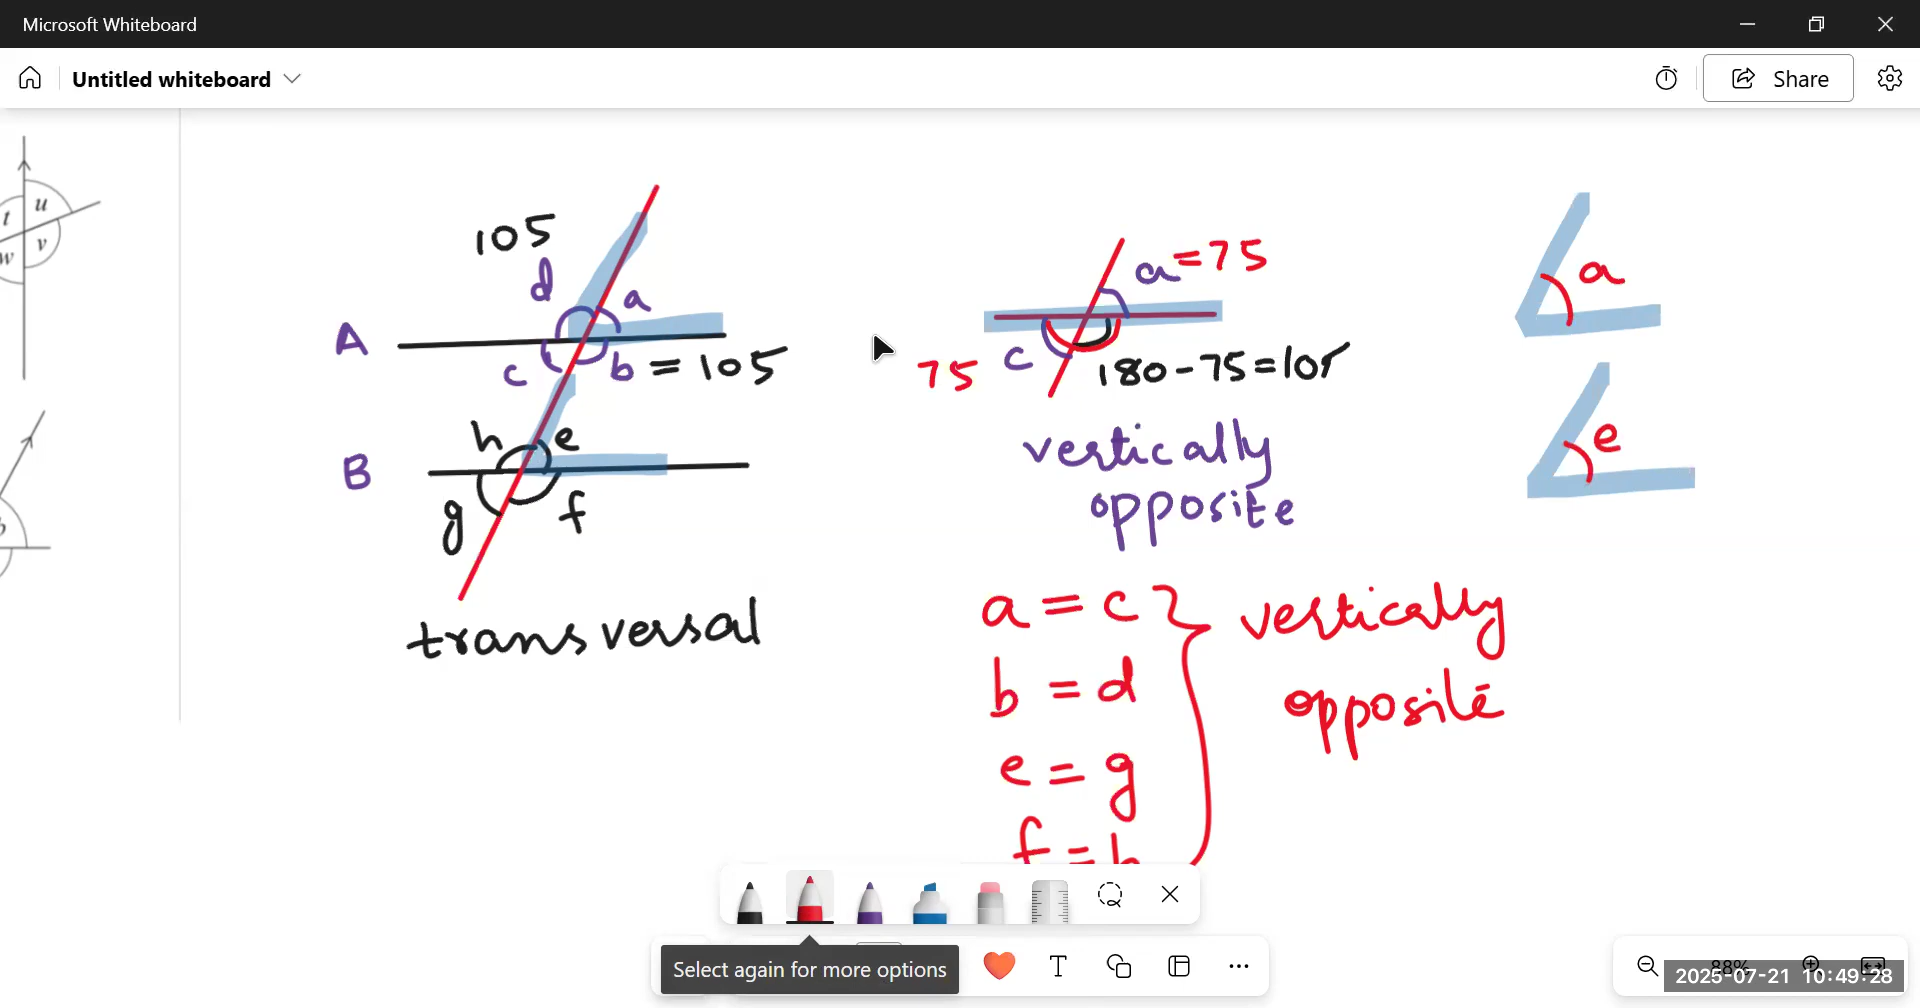 Microsoft Whiteboard
Untitled whiteboard
Share
t u
w v
105
d a
A
c b = 105
h e
B
g f
transversal
a = 75
75 c 180 - 75 = 105
vertically
opposite
a
e
a = c
b = d
e = g
f = h
vertically
opposite
Select again for more options
T
88%
2025-07-21 10:49:28